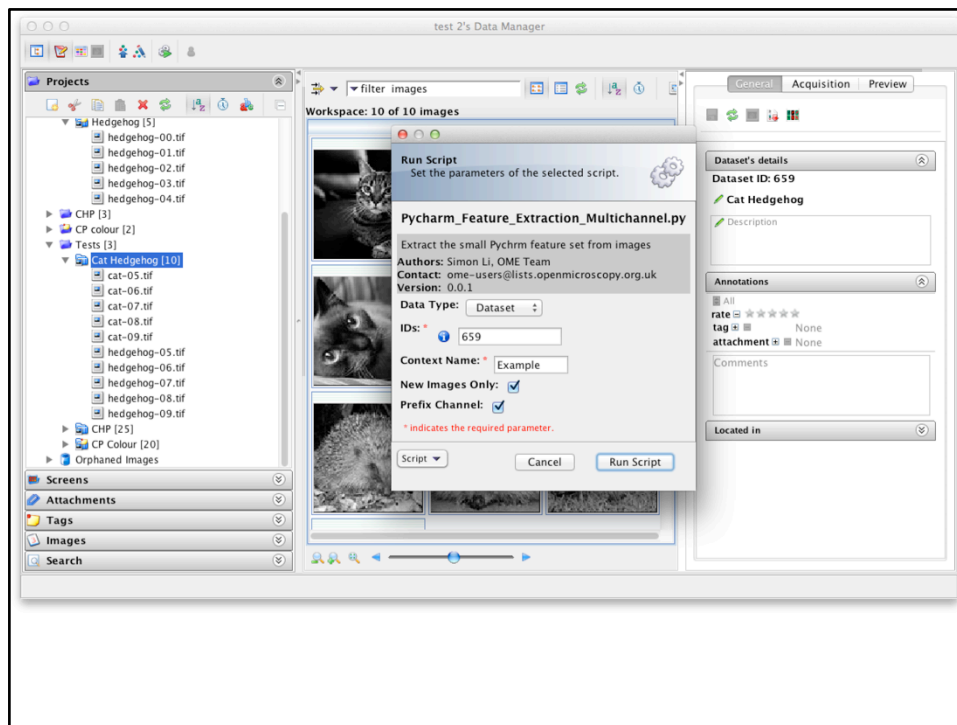 test 2's Data Manager
Projects
Hedgehog [5]
hedgehog-00.tif
hedgehog-01.tif
hedgehog-02.tif
hedgehog-03.tif
hedgehog-04.tif
CHP [3]
CP colour [2]
Tests [3]
Cat Hedgehog [10]
cat-05.tif
cat-06.tif
cat-07.tif
cat-08.tif
cat-09.tif
hedgehog-05.tif
hedgehog-06.tif
hedgehog-07.tif
hedgehog-08.tif
hedgehog-09.tif
CHP [25]
CP Colour [20]
Orphaned Images
Screens
Attachments
Tags
Images
Search
filter images
Workspace: 10 of 10 images
Run Script
Set the parameters of the selected script.
Pycharm_Feature_Extraction_Multichannel.py
Extract the small Pychrm feature set from images
Authors: Simon Li, OME Team
Contact: ome-users@lists.openmicroscopy.org.uk
Version: 0.0.1
Data Type: Dataset
IDs: * 659
Context Name: * Example
New Images Only:
Prefix Channel:
* indicates the required parameter.
Script Cancel Run Script
General Acquisition Preview
Dataset's details
Dataset ID: 659
Cat Hedgehog
Description
Annotations
All
rate
tag None
attachment None
Comments
Located in